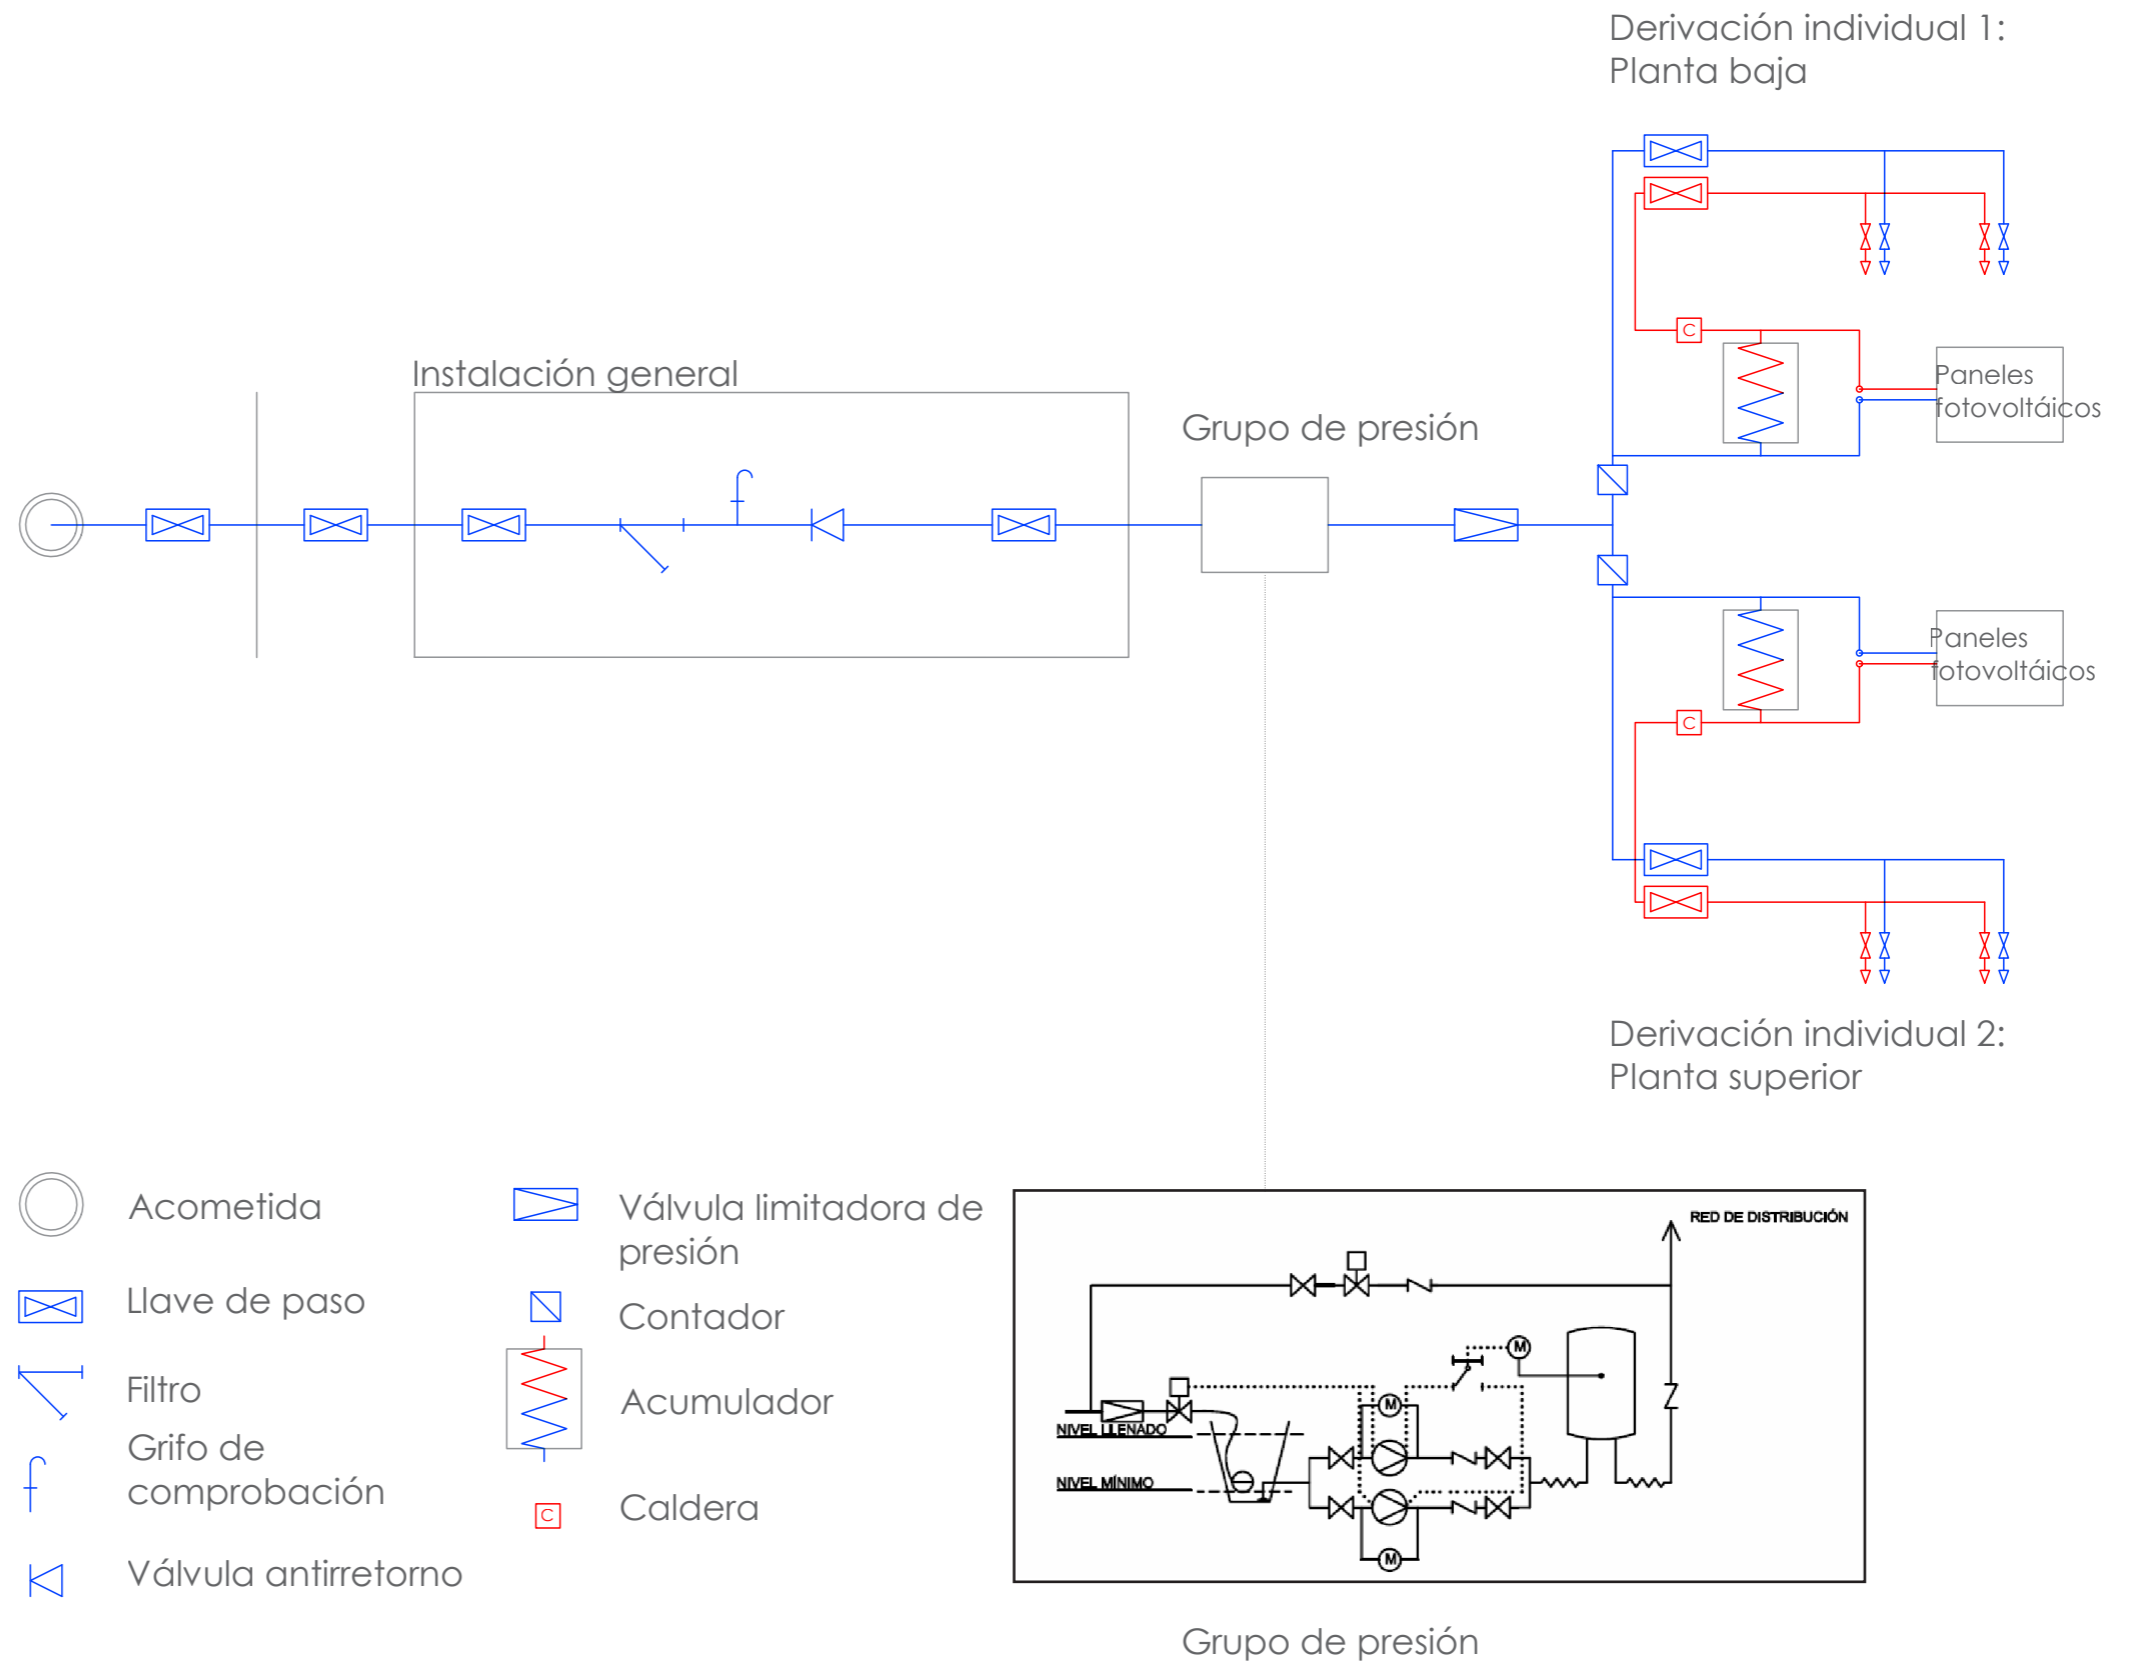 Derivación individual 1:
Planta baja
Instalación general
Grupo de presión
C
Paneles
fotovoltáicos
Paneles
fotovoltáicos
C
Derivación individual 2:
Planta superior
Acometida
Llave de paso
Filtro
Grifo de
comprobación
Válvula antirretorno
Válvula limitadora de
presión
Contador
Acumulador
C
Caldera
RED DE DISTRIBUCIÓN
M
M
NIVEL LLENADO
NIVEL MÍNIMO
M
Grupo de presión